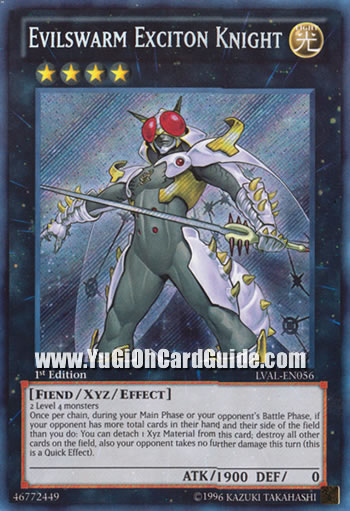 Evilswarm Exciton Knight
LIGHT
光
www.YuGiOhCardGuide.com
1st Edition
LVAL-EN056
[Fiend / Xyz / Effect]
2 Level 4 monsters
Once per chain, during your Main Phase or your opponent's Battle Phase, if
your opponent has more total cards in their hand and their side of the field
than you do: You can detach 1 Xyz Material from this card; destroy all
other cards on the field, also your opponent takes no further damage this turn (this
is a Quick Effect).
ATK/1900 DEF/ 0
46772449
©1996 KAZUKI TAKAHASHI